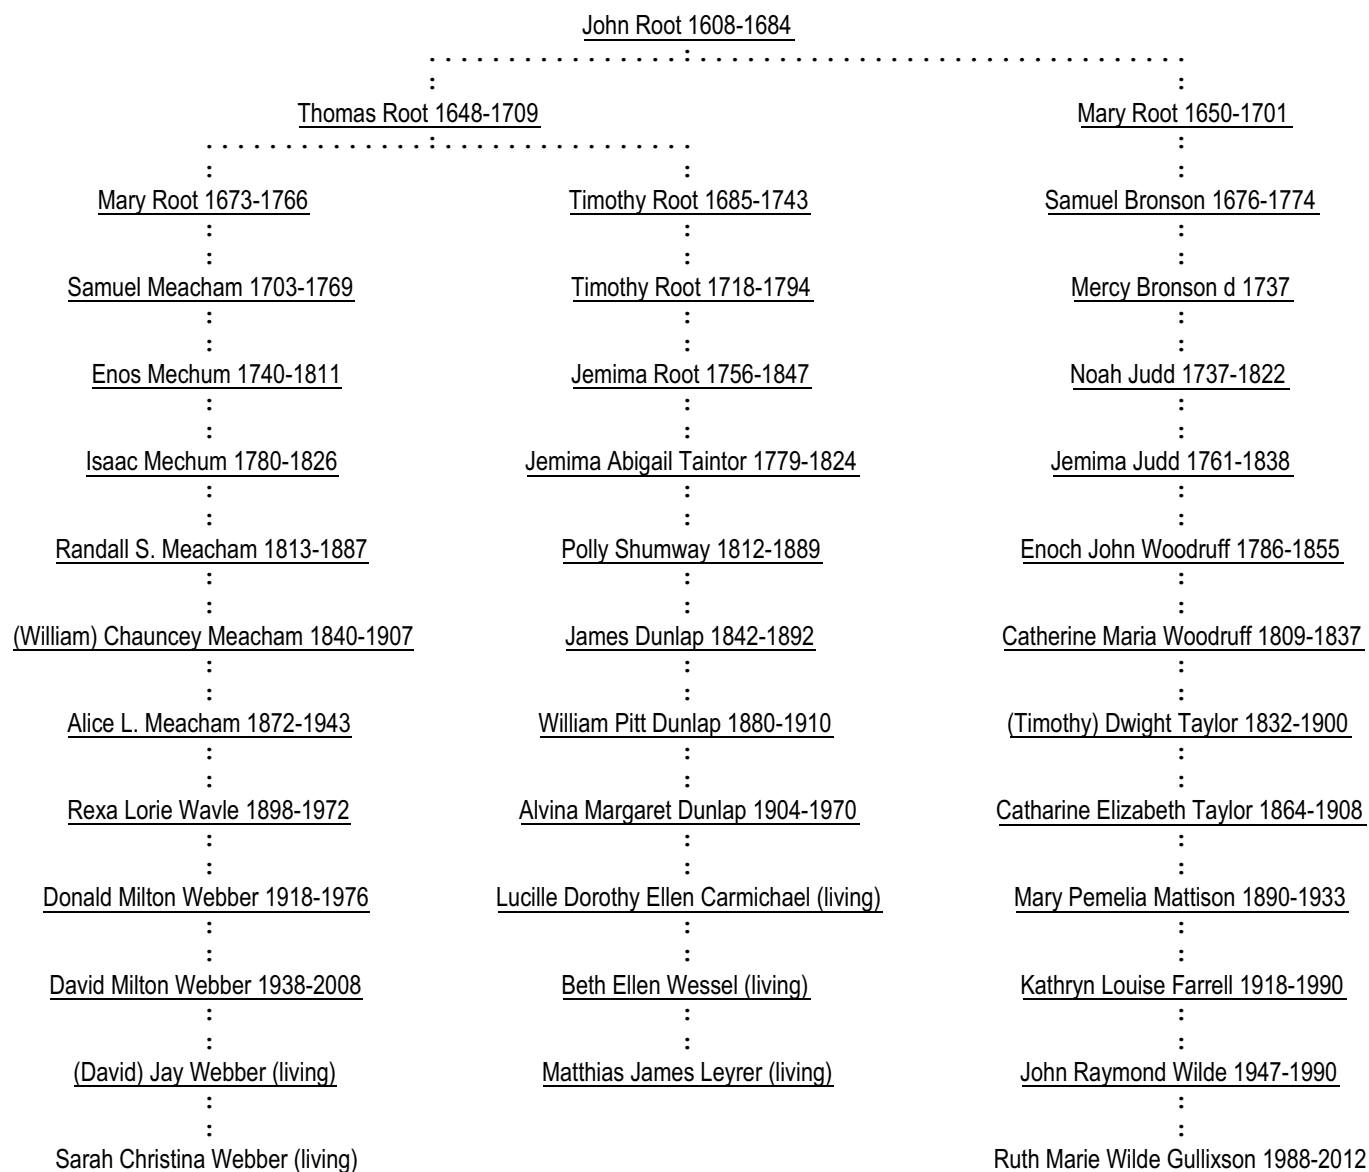 John Root 1608-1684
Thomas Root 1648-1709 Mary Root 1650-1701
Mary Root 1673-1766 Timothy Root 1685-1743 Samuel Bronson 1676-1774
Samuel Meacham 1703-1769 Timothy Root 1718-1794 Mercy Bronson d 1737
Enos Mechum 1740-1811 Jemima Root 1756-1847 Noah Judd 1737-1822
Isaac Mechum 1780-1826 Jemima Abigail Taintor 1779-1824 Jemima Judd 1761-1838
Randall S. Meacham 1813-1887 Polly Shumway 1812-1889 Enoch John Woodruff 1786-1855
(William) Chauncey Meacham 1840-1907 James Dunlap 1842-1892 Catherine Maria Woodruff 1809-1837
Alice L. Meacham 1872-1943 William Pitt Dunlap 1880-1910 (Timothy) Dwight Taylor 1832-1900
Rexa Lorie Wavle 1898-1972 Alvina Margaret Dunlap 1904-1970 Catharine Elizabeth Taylor 1864-1908
Donald Milton Webber 1918-1976 Lucille Dorothy Ellen Carmichael (living) Mary Pemelia Mattison 1890-1933
David Milton Webber 1938-2008 Beth Ellen Wessel (living) Kathryn Louise Farrell 1918-1990
(David) Jay Webber (living) Matthias James Leyrer (living) John Raymond Wilde 1947-1990
Sarah Christina Webber (living) Ruth Marie Wilde Gullixson 1988-2012